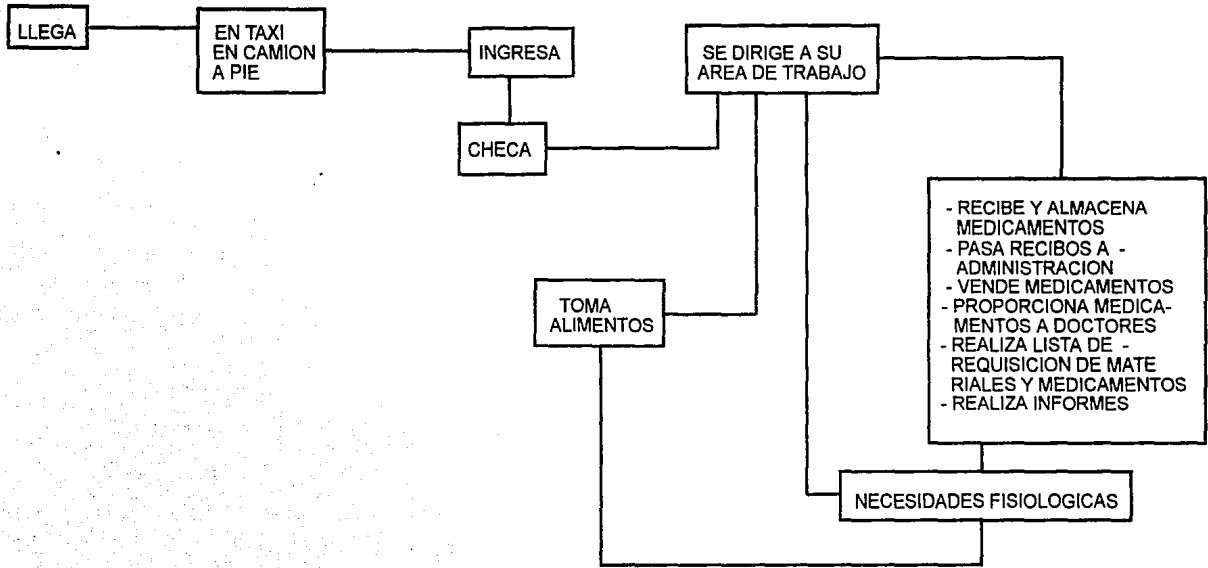 LLEGA
EN TAXI
EN CAMION
A PIE
INGRESA
CHECA
SE DIRIGE A SU
AREA DE TRABAJO
- RECIBE Y ALMACENA
MEDICAMENTOS
- PASA RECIBOS A -
ADMINISTRACION
- VENDE MEDICAMENTOS
- PROPORCIONA MEDICA-
MENTOS A DOCTORES
- REALIZA LISTA DE -
REQUISICION DE MATE
RIALES Y MEDICAMENTOS
- REALIZA INFORMES
TOMA
ALIMENTOS
NECESIDADES FISIOLOGICAS